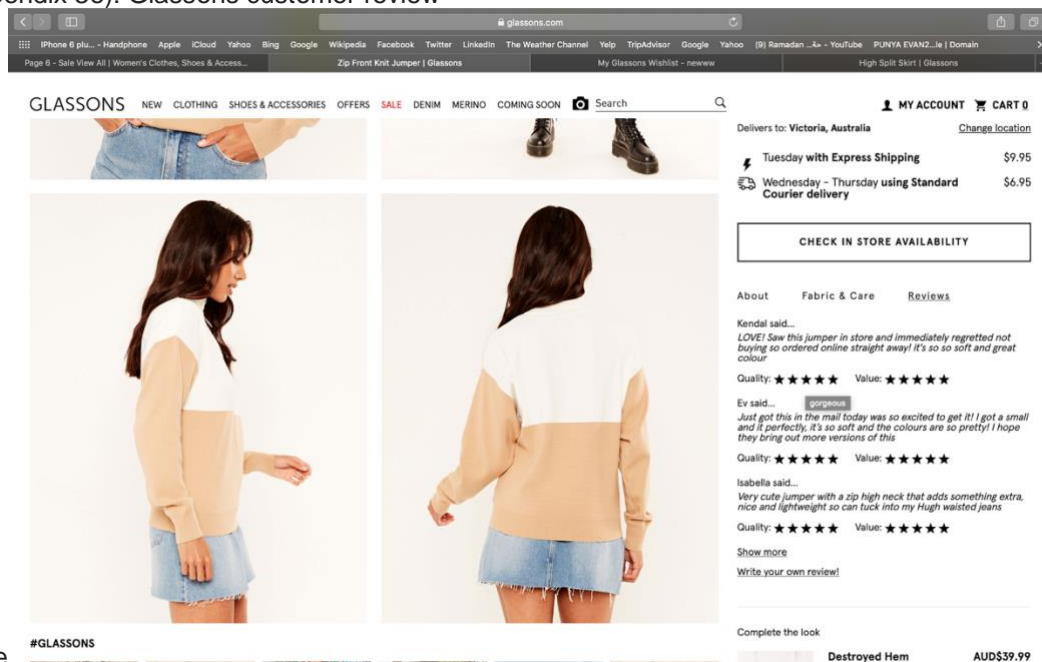 endix 36). Glassons customer review
glassons.com
iPhone 6 plu... - Handphone Apple iCloud Yahoo Bing Google Wikipedia Facebook Twitter LinkedIn The Weather Channel Yelp TripAdvisor Google Yahoo (9) Ramadan - YouTube PUNYA EVAN2...le | Domain
Page 6 - Sale View All | Women's Clothes, Shoes & Access... Zip Front Knit Jumper | Glassons My Glassons Wishlist - newww High Split Skirt | Glassons
GLASSONS NEW CLOTHING SHOES & ACCESSORIES OFFERS SALE DENIM MERINO COMING SOON Search MY ACCOUNT CART 0
Delivers to: Victoria, Australia Change location
Tuesday with Express Shipping $9.95
Wednesday - Thursday using Standard $6.95
Courier delivery
CHECK IN STORE AVAILABILITY
About Fabric & Care Reviews
Kendal said...
LOVE! Saw this jumper in store and immediately regretted not
buying so ordered online straight away! it's so so soft and great
colour
Quality: ★★★★★ Value: ★★★★★
Ev said... gorgeous
Just got this in the mail today was so excited to get it! I got a small
and it perfectly, it's so soft and the colours are so pretty! I hope
they bring out more versions of this
Quality: ★★★★★ Value: ★★★★★
Isabella said...
Very cute jumper with a zip high neck that adds something extra,
nice and lightweight so can tuck into my Hugh waisted
jeans
Quality: ★★★★★ Value: ★★★★★
Show more
Write your own review!
Complete the look
#GLASSONS
Destroyed Hem AUD$39.99